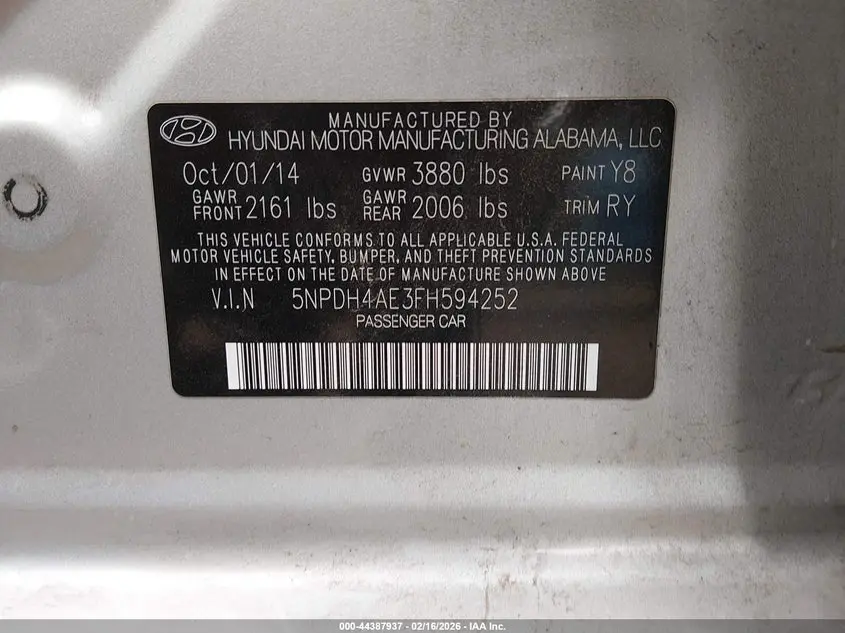 MANUFACTURED BY
HYUNDAI MOTOR MANUFACTURING ALABAMA, LLC
Oct/01/14 GVWR 3880 lbs PAINT Y8
GAWR FRONT 2161 lbs GAWR REAR 2006 lbs TRIM RY
THIS VEHICLE CONFORMS TO ALL APPLICABLE U.S.A. FEDERAL
MOTOR VEHICLE SAFETY, BUMPER, AND THEFT PREVENTION STANDARDS
IN EFFECT ON THE DATE OF MANUFACTURE SHOWN ABOVE.
V.I.N 5NPDH4AE3FH594252
PASSENGER CAR
000-44387937 - 02/16/2026 - IAA Inc.